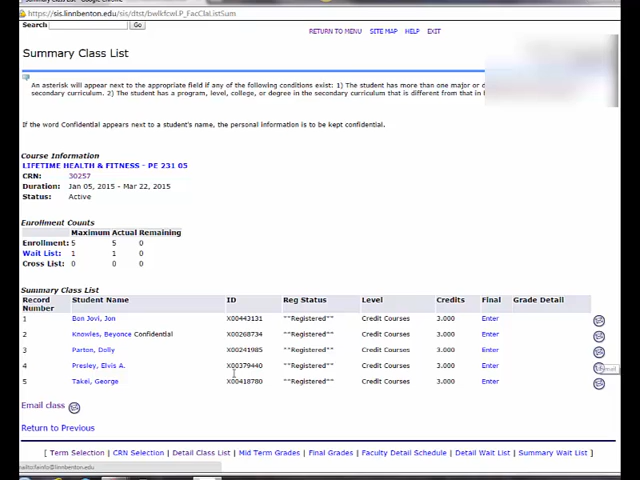 https://sis.linnbenton.edu/sis/dtst/bwlkfcwl.P_FacClaListSum
Search Go
RETURN TO MENU SITE MAP HELP EXIT
Summary Class List
An asterisk will appear next to the appropriate field if any of the following conditions exist: 1) The student has more than one major or
secondary curriculum. 2) The student has a program, level, college, or degree in the secondary curriculum that is different from that in
If the word Confidential appears next to a student's name, the personal information is to be kept confidential.
Course Information
LIFETIME HEALTH & FITNESS - PE 231 05
CRN: 30257
Duration: Jan 05, 2015 - Mar 22, 2015
Status: Active
Enrollment Counts
Maximum Actual Remaining
Enrollment: 5 5 0
Wait List: 1 1 0
Cross List: 0 0 0
Summary Class List
Record Number Student Name ID Reg Status Level Credits Final Grade Detail
1 Bon Jovi, Jon X00443131 **Registered** Credit Courses 3.000 Enter
2 Knowles, Beyonce Confidential X00268734 **Registered** Credit Courses 3.000 Enter
3 Parton, Dolly X00241985 **Registered** Credit Courses 3.000 Enter
4 Presley, Elvis A. X00379440 **Registered** Credit Courses 3.000 Enter
5 Takei, George X00418780 **Registered** Credit Courses 3.000 Enter
Email class
Return to Previous
[ Term Selection | CRN Selection | Detail Class List | Mid Term Grades | Final Grades | Faculty Detail Schedule | Detail Wait List | Summary Wait List ]